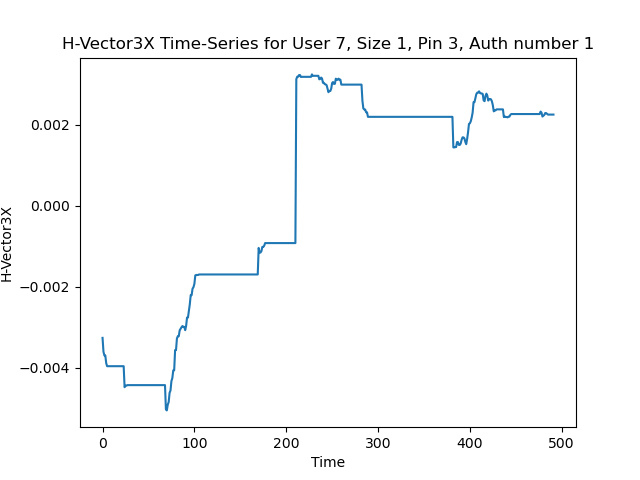 H-Vector3X Time-Series for User 7, Size 1, Pin 3, Auth number 1
H-Vector3X
0.002
0.000
−0.002
−0.004
0 100 200 300 400 500
Time